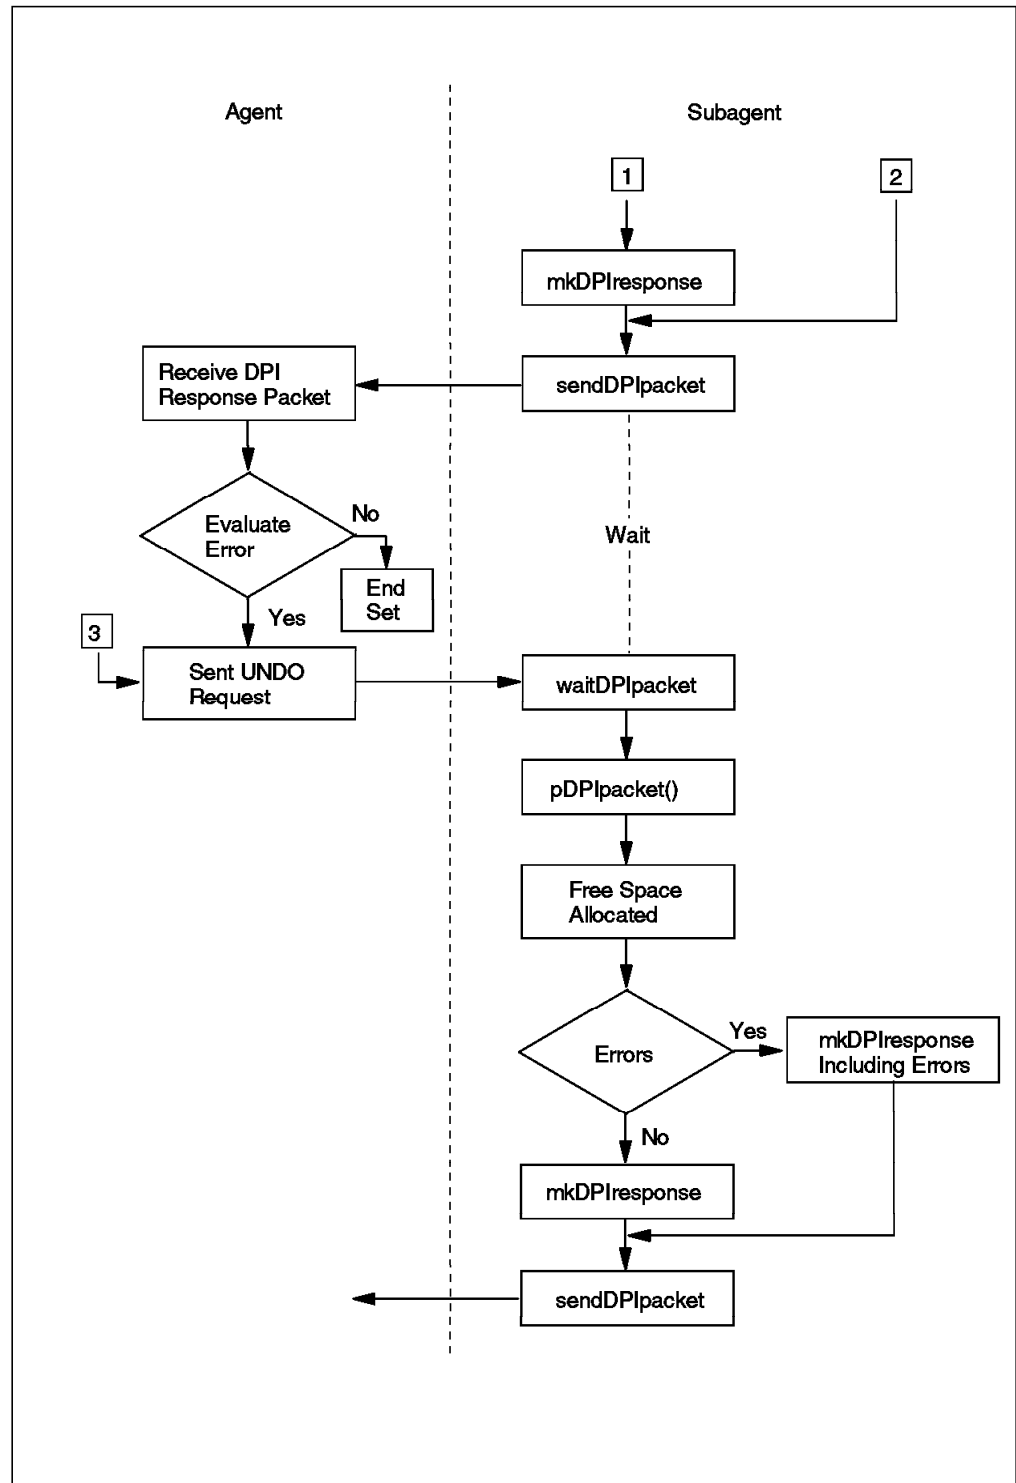 Agent
Subagent
1
2
mkDPIresponse
Receive DPI
Response Packet
sendDPIpacket
No
Evaluate
Error
Wait
End
Set
Yes
3
Sent UNDO
Request
waitDPIpacket
pDPIpacket()
Free Space
Allocated
Yes
Errors
mkDPIresponse
Including Errors
No
mkDPIresponse
sendDPIpacket